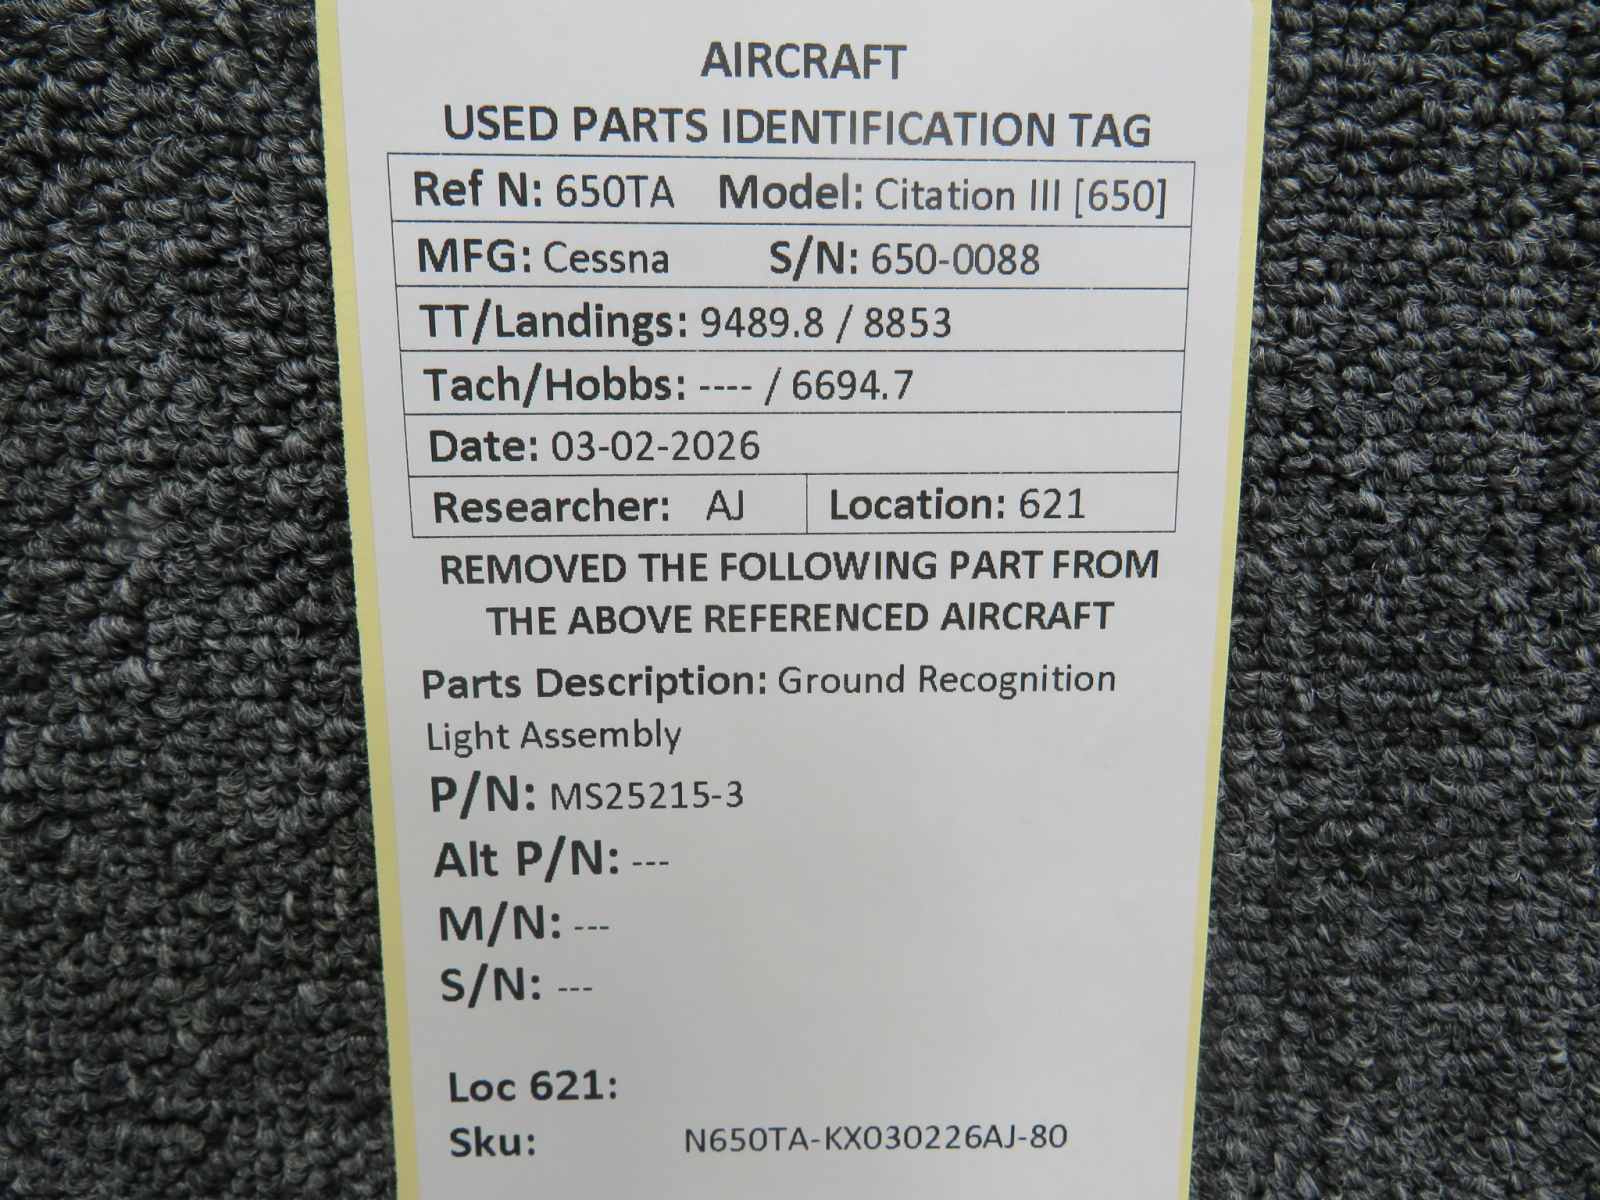 AIRCRAFT
USED PARTS IDENTIFICATION TAG
Ref N: 650TA Model: Citation III [650]
MFG: Cessna S/N: 650-0088
TT/Landings: 9489.8 / 8853
Tach/Hobbs: ---- / 6694.7
Date: 03-02-2026
Researcher: AJ Location: 621
REMOVED THE FOLLOWING PART FROM
THE ABOVE REFERENCED AIRCRAFT
Parts Description: Ground Recognition
Light Assembly
P/N: MS25215-3
Alt P/N: ---
M/N: ---
S/N: ---
Loc 621:
Sku: N650TA-KX030226AJ-80